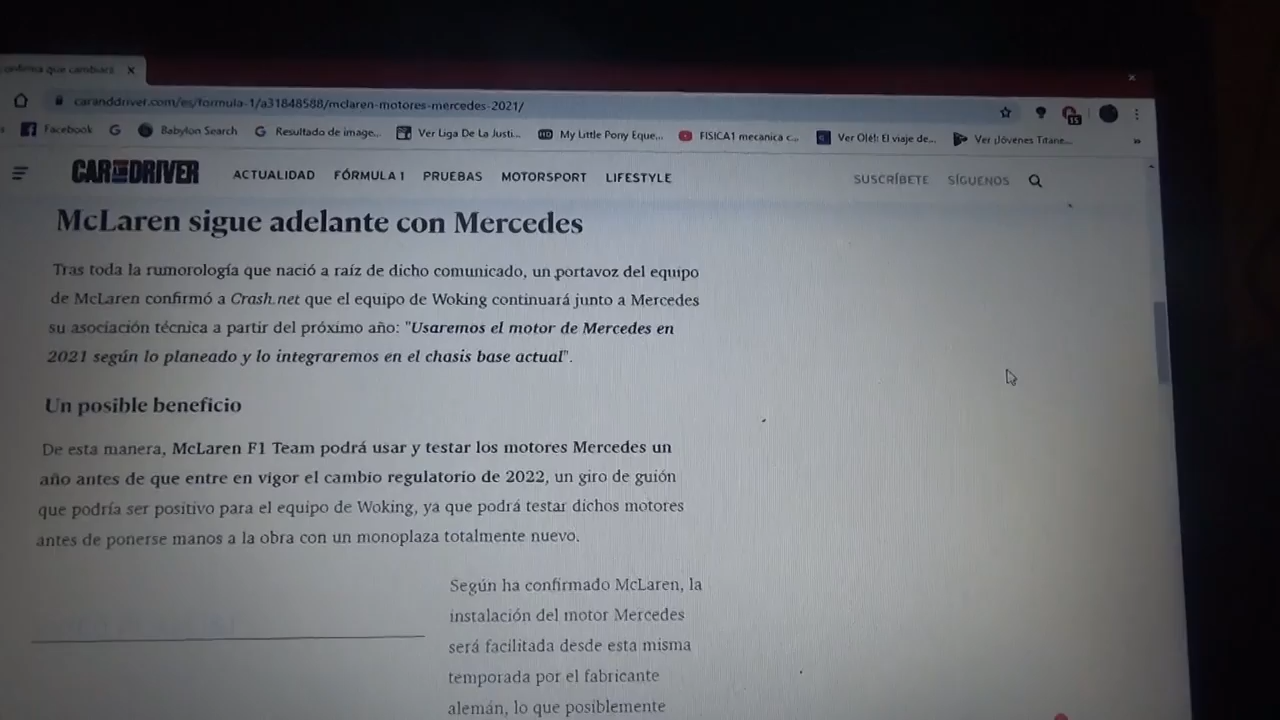 onfirma que cambiará
caranddriver.com/es/formula-1/a31848588/mclaren-motores-mercedes-2021/
Facebook Babylon Search Resultado de image... Ver Liga De La Justi... My Little Pony Eque... FISICA1 mecanica c... Ver Olé!: El viaje de... Ver ¡Jóvenes Titane... »
CAR AND DRIVER ACTUALIDAD FÓRMULA 1 PRUEBAS MOTORSPORT LIFESTYLE SUSCRÍBETE SÍGUENOS
McLaren sigue adelante con Mercedes
Tras toda la rumorología que nació a raíz de dicho comunicado, un portavoz del equipo
de McLaren confirmó a Crash.net que el equipo de Woking continuará junto a Mercedes
su asociación técnica a partir del próximo año: "Usaremos el motor de Mercedes en
2021 según lo planeado y lo integraremos en el chasis base actual".
Un posible beneficio
De esta manera, McLaren F1 Team podrá usar y testar los motores Mercedes un
año antes de que entre en vigor el cambio regulatorio de 2022, un giro de guión
que podría ser positivo para el equipo de Woking, ya que podrá testar dichos motores
antes de ponerse manos a la obra con un monoplaza totalmente nuevo.
Según ha confirmado McLaren, la
instalación del motor Mercedes
será facilitada desde esta misma
temporada por el fabricante
alemán, lo que posiblemente